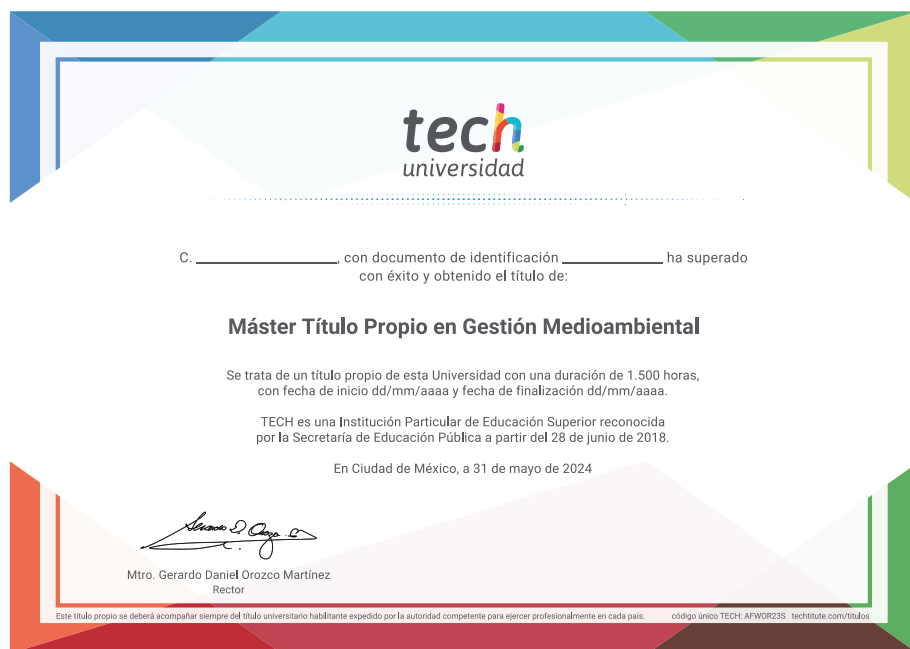 tech
universidad
C. ____________, con documento de identificación ____________ ha superado
con éxito y obtenido el título de:
Máster Título Propio en Gestión Medioambiental
Se trata de un título propio de esta Universidad con una duración de 1.500 horas,
con fecha de inicio dd/mm/aaaa y fecha de finalización dd/mm/aaaa.
TECH es una Institución Particular de Educación Superior reconocida
por la Secretaría de Educación Pública a partir del 28 de junio de 2018.
En Ciudad de México, a 31 de mayo de 2024
Mtro. Gerardo Daniel Orozco Martínez
Rector
Este título propio se deberá acompañar siempre del título universitario habilitante expedido por la autoridad competente para ejercer profesionalmente en cada país. código único TECH: AFWOR23S techtitute.com/titulos